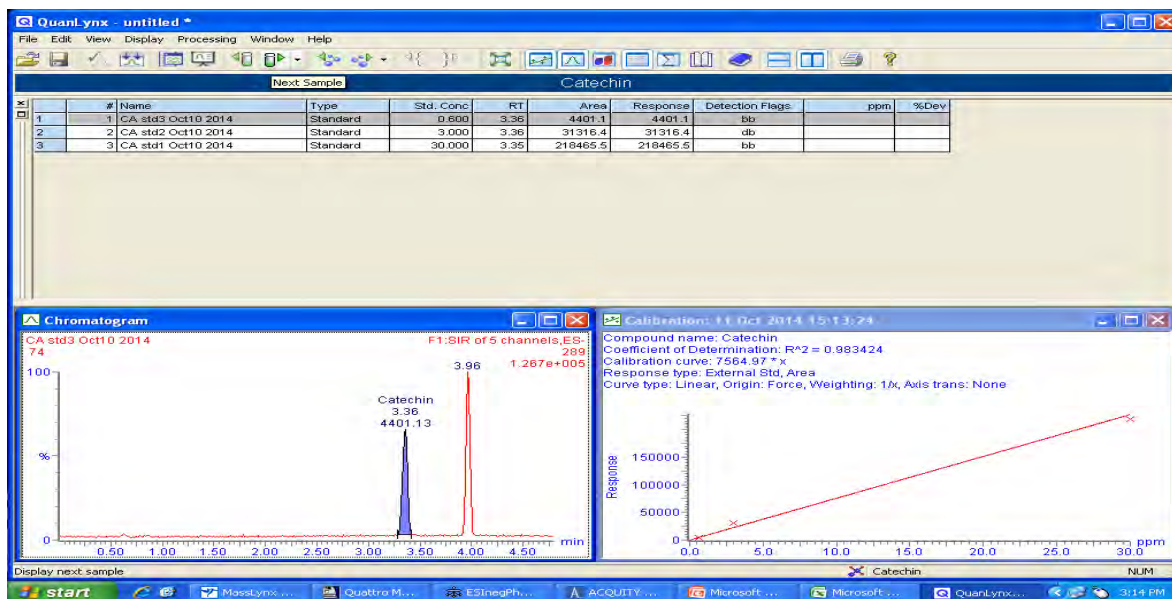 QuanLynx - untitled *
File Edit View Display Processing Window Help
Next Sample
Catechin
# Name Type Std. Conc RT Area Response Detection Flags ppm %Dev
1 1 CA std3 Oct10 2014 Standard 0.600 3.36 4401.1 4401.1 bb
2 2 CA std2 Oct10 2014 Standard 3.000 3.36 31316.4 31316.4 db
3 3 CA std1 Oct10 2014 Standard 30.000 3.35 218465.5 218465.5 bb
Chromatogram
CA std3 Oct10 2014 F1:SIR of 5 channels,ES-
74 289
1.267e+005
100
3.96
Catechin
3.36
4401.13
%
0
0.50 1.00 1.50 2.00 2.50 3.00 3.50 4.00 4.50 min
Calibration: 11 Oct 2014 15:13:24
Compound name: Catechin
Coefficient of Determination: R^2 = 0.983424
Calibration curve: 7564.97 * x
Response type: External Std, Area
Curve type: Linear, Origin: Force, Weighting: 1/x, Axis trans: None
Response
150000
100000
50000
0
0.0 5.0 10.0 15.0 20.0 25.0 30.0 ppm
Display next sample Catechin NUM
start MassLynx ... Quattro M... ESInegPh... ACQUITY ... Microsoft ... Microsoft ... QuanLynx... 3:14 PM